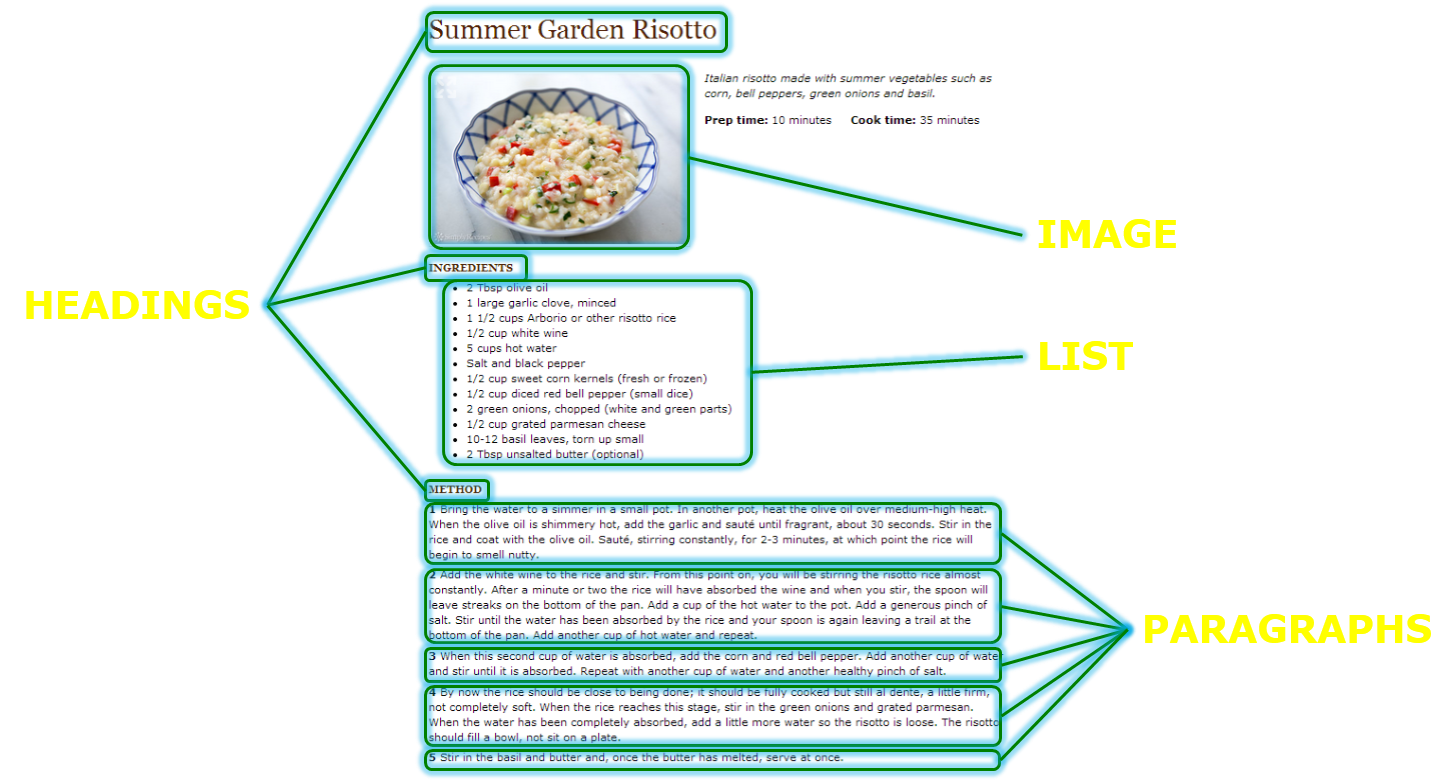 Summer Garden Risotto
Italian risotto made with summer vegetables such as
corn, bell peppers, green onions and basil.
Prep time: 10 minutes Cook time: 35 minutes
IMAGE
INGREDIENTS
HEADINGS
2 Tbsp olive oil
1 large garlic clove, minced
1 1/2 cups Arborio or other risotto rice
1/2 cup white wine
5 cups hot water
Salt and black pepper
1/2 cup sweet corn kernels (fresh or frozen)
1/2 cup diced red bell pepper (small dice)
2 green onions, chopped (white and green parts)
1/2 cup grated parmesan cheese
10-12 basil leaves, torn up small
2 Tbsp unsalted butter (optional)
LIST
METHOD
1 Bring the water to a simmer in a small pot. In another pot, heat the olive oil over medium-high heat.
When the olive oil is shimmery hot, add the garlic and sauté until fragrant, about 30 seconds. Stir in the
rice and coat with the olive oil. Sauté, stirring constantly, for 2-3 minutes, at which point the rice will
begin to smell nutty.
2 Add the white wine to the rice and stir. From this point on, you will be stirring the risotto rice almost
constantly. After a minute or two the rice will have absorbed the wine and when you stir, the spoon will
leave streaks on the bottom of the pan. Add a cup of the hot water to the pot. Add a generous pinch of
salt. Stir until the water has been absorbed by the rice and your spoon is again leaving a trail at the
bottom of the pan. Add another cup of hot water and repeat.
3 When this second cup of water is absorbed, add the corn and red bell pepper. Add another cup of water
and stir until it is absorbed. Repeat with another cup of water and another healthy pinch of salt.
4 By now the rice should be close to being done; it should be fully cooked but still al dente, a little firm,
not completely soft. When the rice reaches this stage, stir in the green onions and grated parmesan.
When the water has been completely absorbed, add a little more water so the risotto is loose. The risotto
should fill a bowl, not sit on a plate.
5 Stir in the basil and butter and, once the butter has melted, serve at once.
PARAGRAPHS